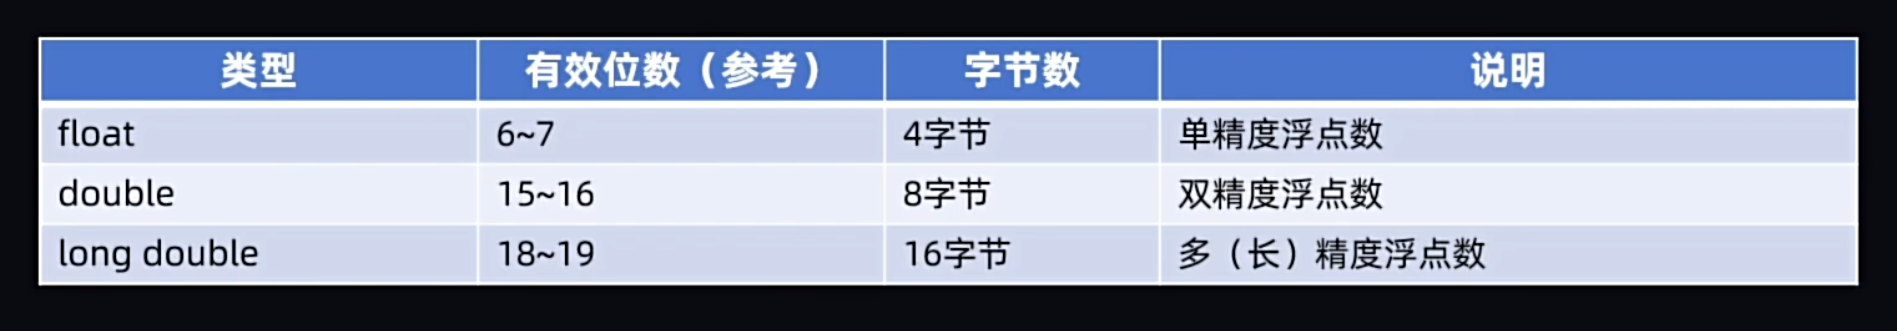 类型 有效位数（参考） 字节数 说明
float 6~7 4字节 单精度浮点数
double 15~16 8字节 双精度浮点数
long double 18~19 16字节 多（长）精度浮点数